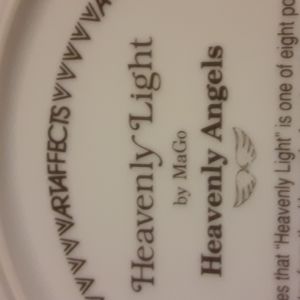 ARTAFFECTS
Heavenly Light
by MaGo
Heavenly Angels
es that "Heavenly Light" is one of eight po